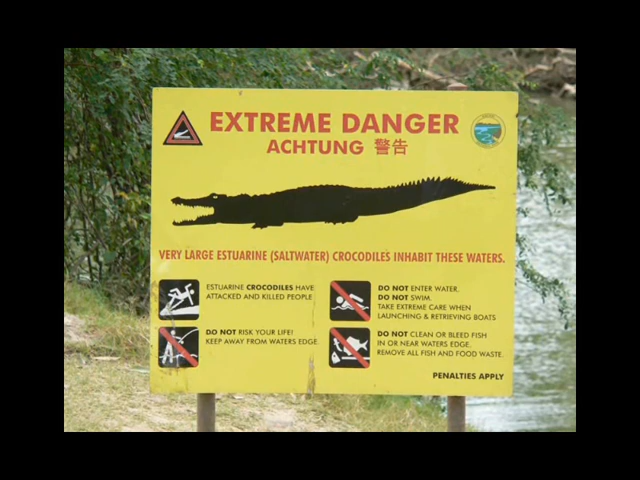 EXTREME DANGER
ACHTUNG 警告
VERY LARGE ESTUARINE (SALTWATER) CROCODILES INHABIT THESE WATERS.
ESTUARINE CROCODILES HAVE
ATTACKED AND KILLED PEOPLE
DO NOT ENTER WATER.
DO NOT SWIM.
TAKE EXTREME CARE WHEN
LAUNCHING & RETRIEVING BOATS
DO NOT RISK YOUR LIFE!
KEEP AWAY FROM WATERS EDGE.
DO NOT CLEAN OR BLEED FISH
IN OR NEAR WATERS EDGE.
REMOVE ALL FISH AND FOOD WASTE.
PENALTIES APPLY